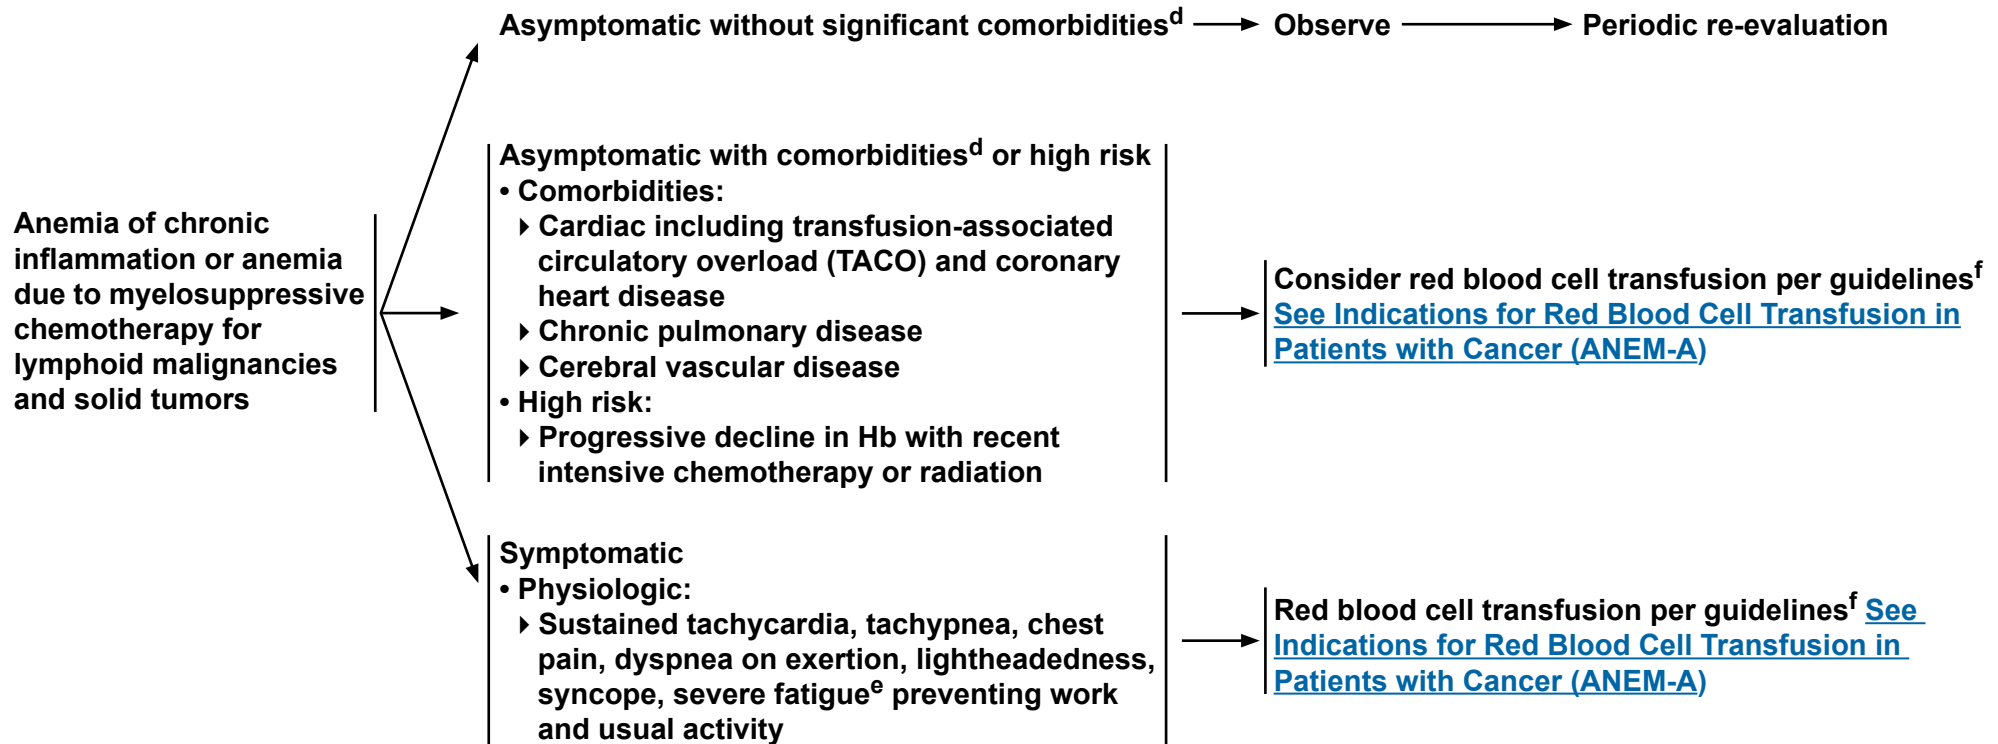 Asymptomatic without significant comorbiditiesd
Observe
Periodic re-evaluation
Anemia of chronic
inflammation or anemia
due to myelosuppressive
chemotherapy for
lymphoid malignancies
and solid tumors
Asymptomatic with comorbiditiesd or high risk
• Comorbidities:
▸ Cardiac including transfusion-associated
circulatory overload (TACO) and coronary
heart disease
▸ Chronic pulmonary disease
▸ Cerebral vascular disease
• High risk:
▸ Progressive decline in Hb with recent
intensive chemotherapy or radiation
Consider red blood cell transfusion per guidelinesf
See Indications for Red Blood Cell Transfusion in
Patients with Cancer (ANEM-A)
Symptomatic
• Physiologic:
▸ Sustained tachycardia, tachypnea, chest
pain, dyspnea on exertion, lightheadedness,
syncope, severe fatiguee preventing work
and usual activity
Red blood cell transfusion per guidelinesf See
Indications for Red Blood Cell Transfusion in
Patients with Cancer (ANEM-A)